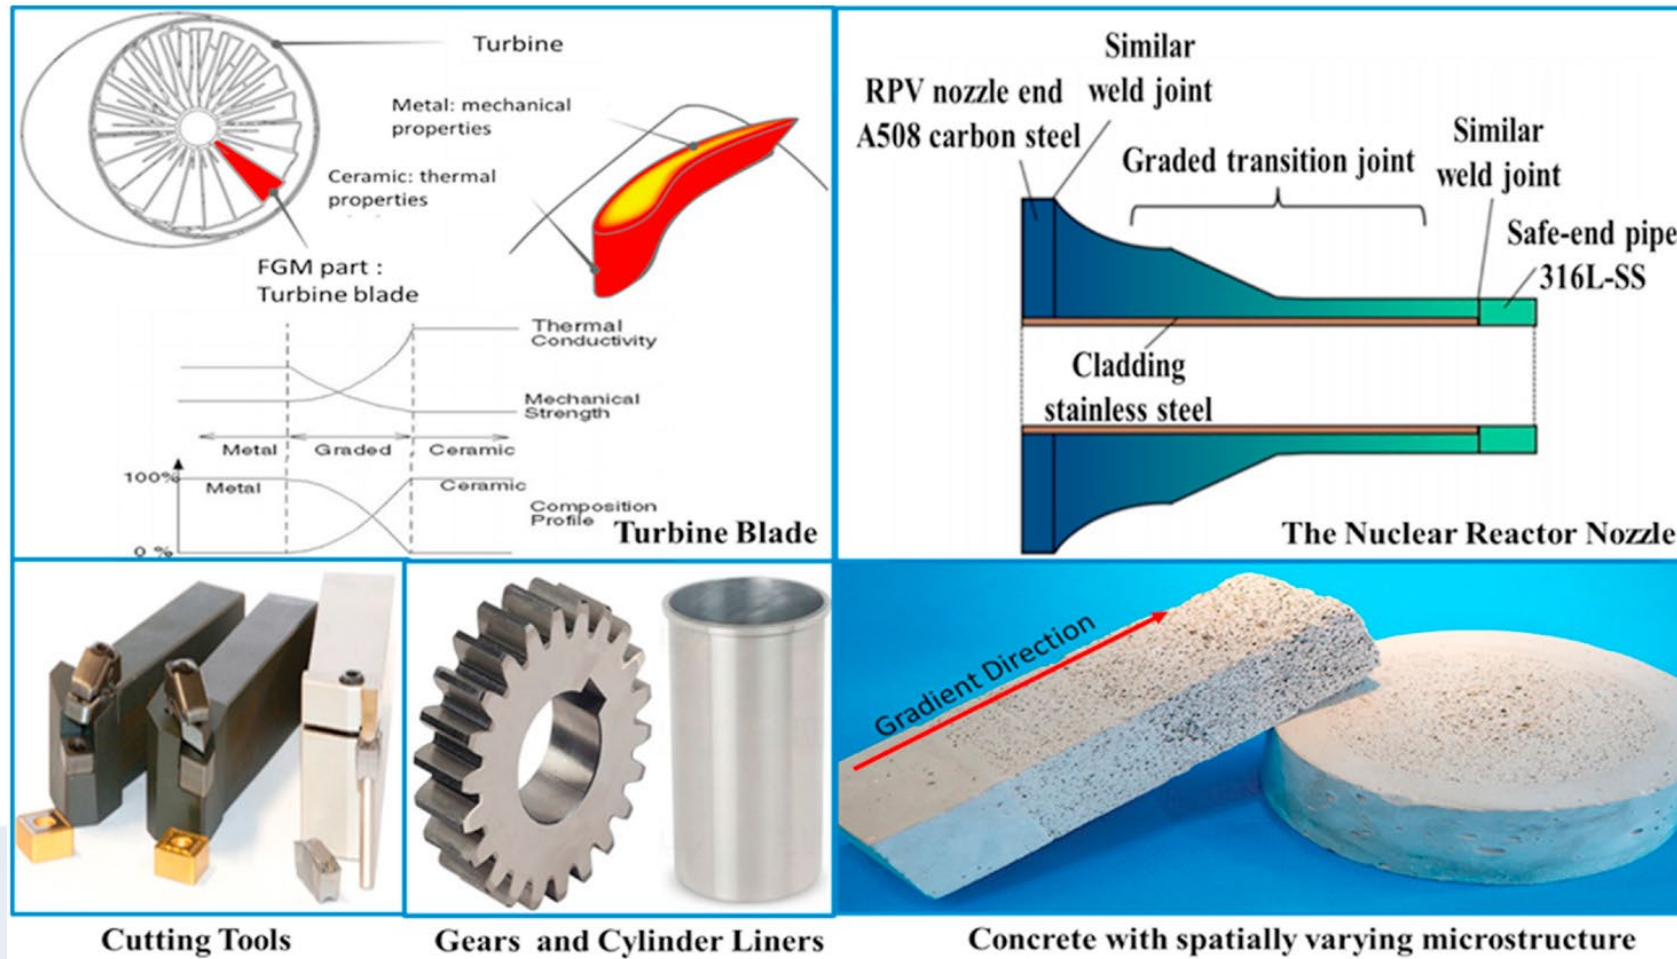 Turbine
Metal: mechanical
properties
Ceramic: thermal
properties
FGM part :
Turbine blade
Thermal
Conductivity
Mechanical
Strength
Metal
Graded
Ceramic
100%
Metal
Ceramic
Composition
Profile
0 %
Turbine Blade
Similar
weld joint
RPV nozzle end
A508 carbon steel
Graded transition joint
Similar
weld joint
Safe-end pipe
316L-SS
Cladding
stainless steel
The Nuclear Reactor Nozzle
Gradient Direction
Cutting Tools
Gears and Cylinder Liners
Concrete with spatially varying microstructure